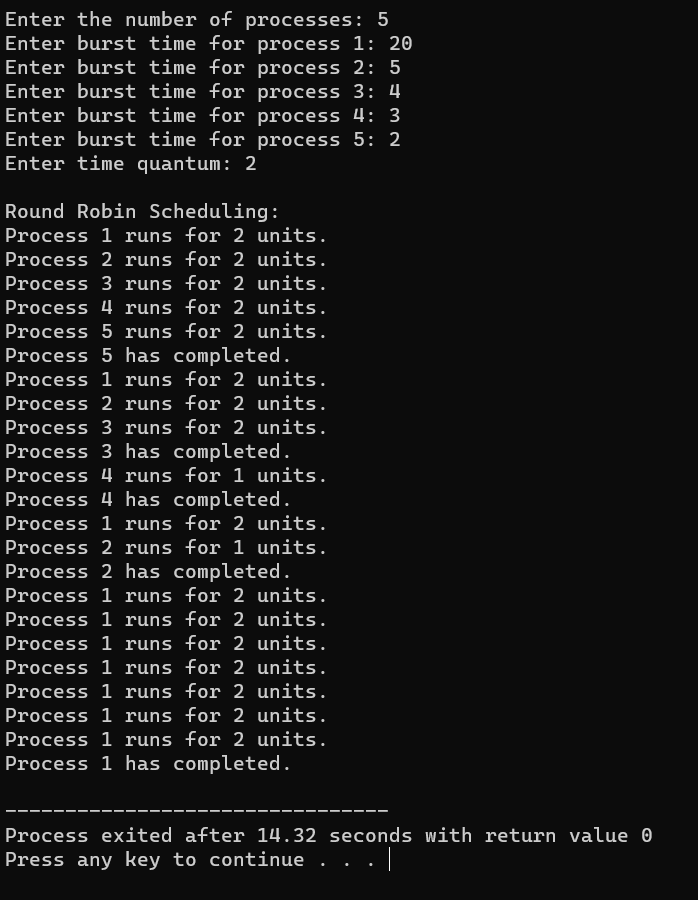 Enter the number of processes: 5
Enter burst time for process 1: 20
Enter burst time for process 2: 5
Enter burst time for process 3: 4
Enter burst time for process 4: 3
Enter burst time for process 5: 2
Enter time quantum: 2

Round Robin Scheduling:
Process 1 runs for 2 units.
Process 2 runs for 2 units.
Process 3 runs for 2 units.
Process 4 runs for 2 units.
Process 5 runs for 2 units.
Process 5 has completed.
Process 1 runs for 2 units.
Process 2 runs for 2 units.
Process 3 runs for 2 units.
Process 3 has completed.
Process 4 runs for 1 units.
Process 4 has completed.
Process 1 runs for 2 units.
Process 2 runs for 1 units.
Process 2 has completed.
Process 1 runs for 2 units.
Process 1 runs for 2 units.
Process 1 runs for 2 units.
Process 1 runs for 2 units.
Process 1 runs for 2 units.
Process 1 runs for 2 units.
Process 1 runs for 2 units.
Process 1 has completed.

--------------------------------
Process exited after 14.32 seconds with return value 0
Press any key to continue . . .